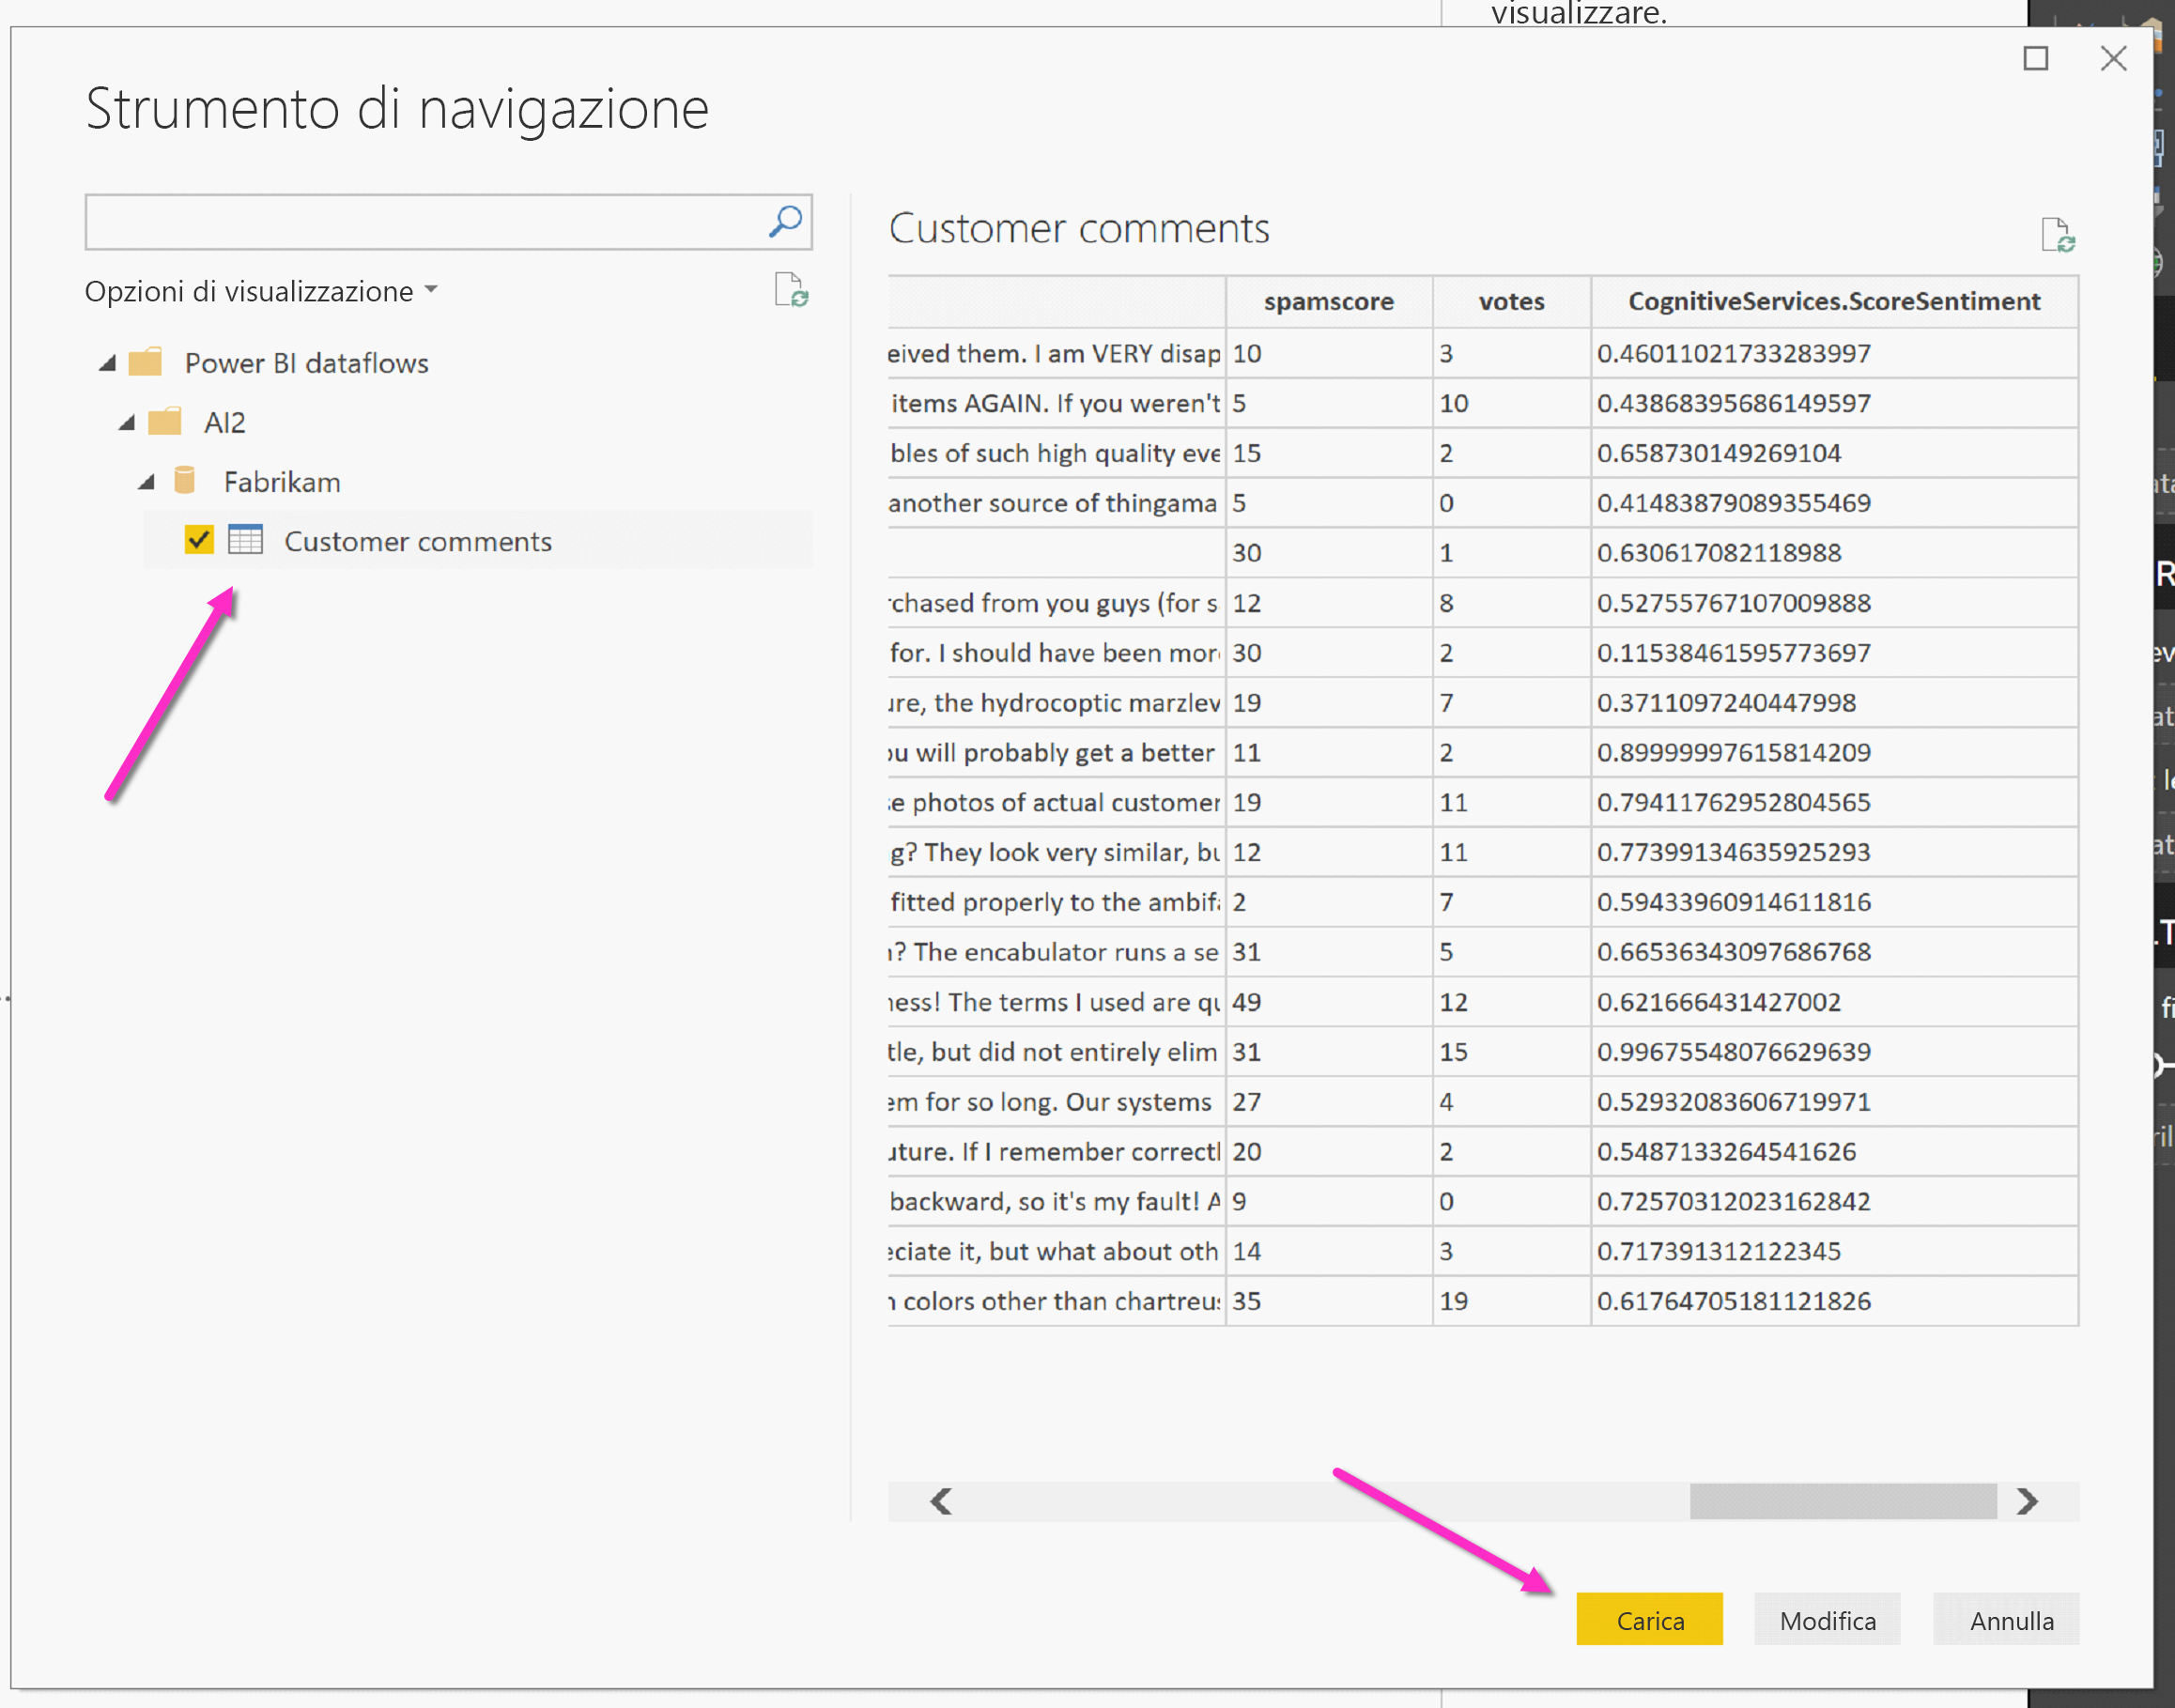 visualizzare.
Strumento di navigazione
Opzioni di visualizzazione
Power BI dataflows
AI2
Fabrikam
Customer comments
Customer comments
spamscore votes CognitiveServices.ScoreSentiment
eived them. I am VERY disap 10 3 0.46011021733283997
items AGAIN. If you weren't 5 10 0.43868395686149597
bles of such high quality eve 15 2 0.658730149269104
another source of thingama 5 0 0.41483879089355469
30 1 0.630617082118988
rchased from you guys (for s 12 8 0.52755767107009888
for. I should have been more 30 2 0.11538461595773697
ure, the hydrocoptic marzlev 19 7 0.3711097240447998
ou will probably get a better 11 2 0.89999997615814209
se photos of actual customer 19 11 0.79411762952804565
g? They look very similar, bu 12 11 0.77399134635925293
fitted properly to the ambifa 2 7 0.59433960914611816
n? The encabulator runs a se 31 5 0.66536343097686768
ness! The terms I used are qu 49 12 0.621666431427002
tle, but did not entirely elim 31 15 0.99675548076629639
em for so long. Our systems 27 4 0.52932083606719971
uture. If I remember correctl 20 2 0.5487133264541626
backward, so it's my fault! A 9 0 0.72570312023162842
eciate it, but what about oth 14 3 0.717391312122345
n colors other than chartreus 35 19 0.61764705181121826
Carica Modifica Annulla